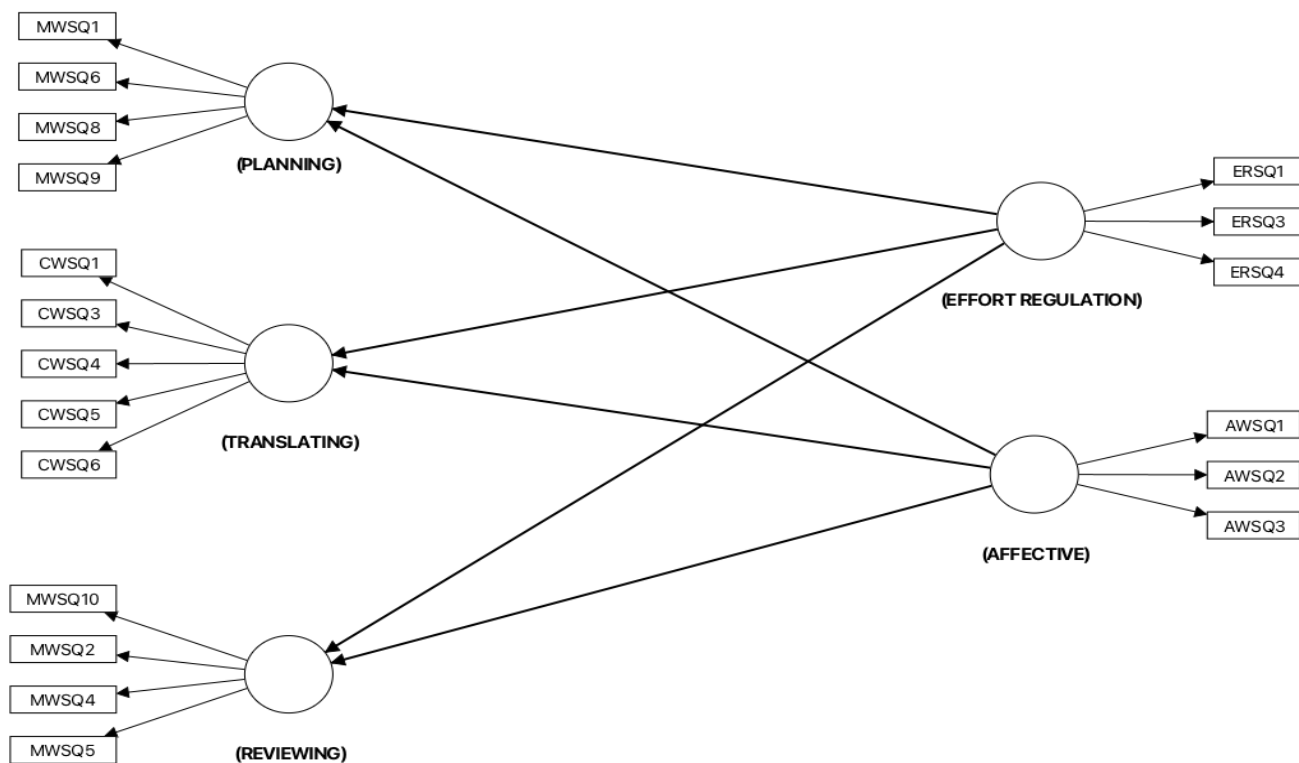 MWSQ1
MWSQ6
MWSQ8
MWSQ9
(PLANNING)
CWSQ1
CWSQ3
CWSQ4
CWSQ5
CWSQ6
(TRANSLATING)
MWSQ10
MWSQ2
MWSQ4
MWSQ5
(REVIEWING)
ERSQ1
ERSQ3
ERSQ4
(EFFORT REGULATION)
AWSQ1
AWSQ2
AWSQ3
(AFFECTIVE)